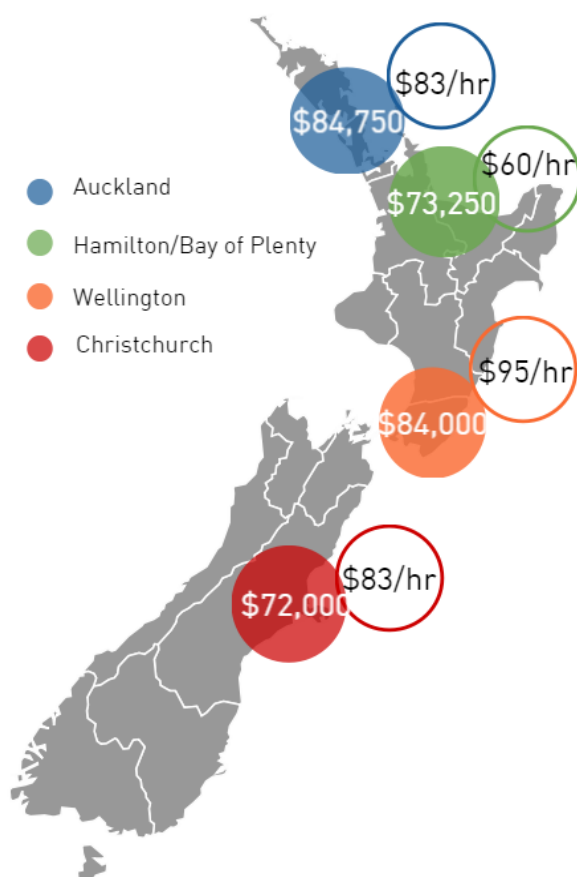 $83/hr
$84,750
$60/hr
Auckland
$73,250
Hamilton/Bay of Plenty
Wellington
Christchurch
$95/hr
$84,000
$83/hr
$72,000